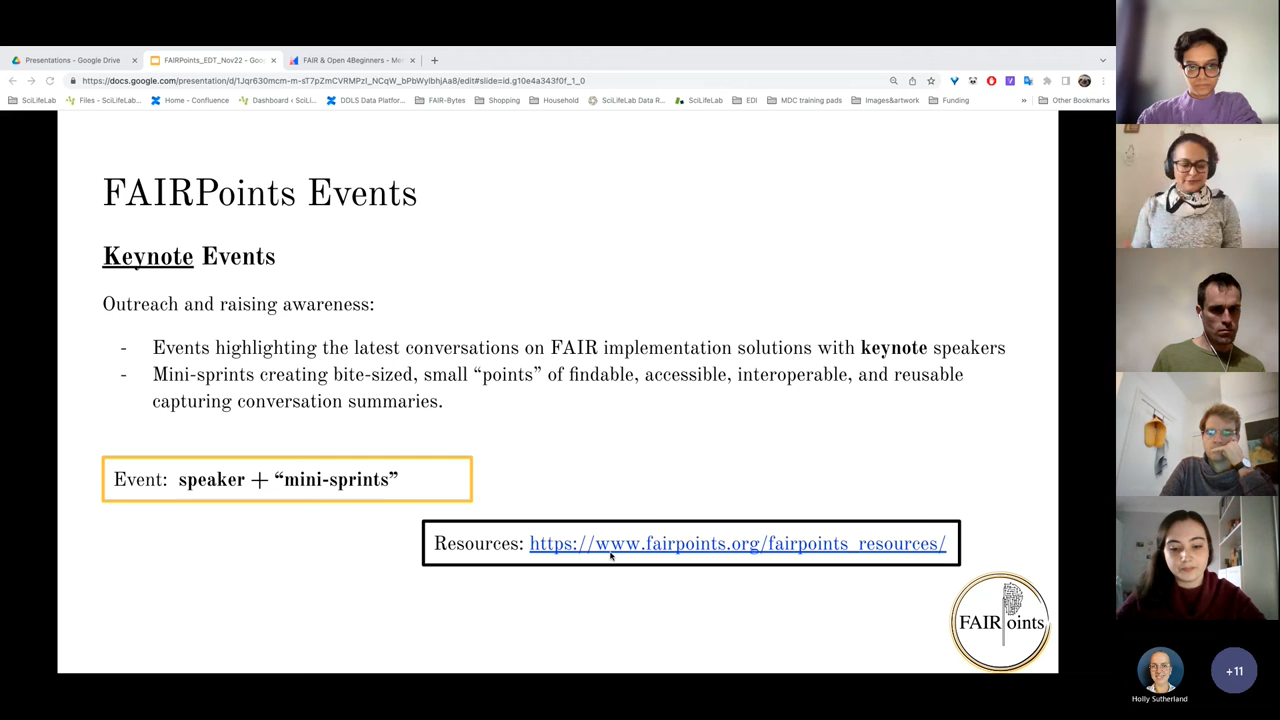 Presentations - Google Drive
FAIRPoints_EDT_Nov22 - Goo
FAIR & Open 4Beginners - Me
https://docs.google.com/presentation/d/1Jqr630mcm-m-sT7pZmCVRMPzI_NCqW_bPbWyIbhjAa8/edit#slide=id.g10e4a343f0f_1_0
SciLifeLab
Files - SciLifeLab...
Home - Confluence
Dashboard ‹ SciLi...
DDLS Data Platfor...
FAIR-Bytes
Shopping
Household
SciLifeLab Data R...
SciLifeLab
EDI
MDC training pads
Images&artwork
Funding
»
Other Bookmarks
FAIRPoints Events
Keynote Events
Outreach and raising awareness:
- Events highlighting the latest conversations on FAIR implementation solutions with keynote speakers
- Mini-sprints creating bite-sized, small “points” of findable, accessible, interoperable, and reusable
capturing conversation summaries.
Event: speaker + “mini-sprints”
Resources: https://www.fairpoints.org/fairpoints_resources/
FAIR oints
Holly Sutherland
+11